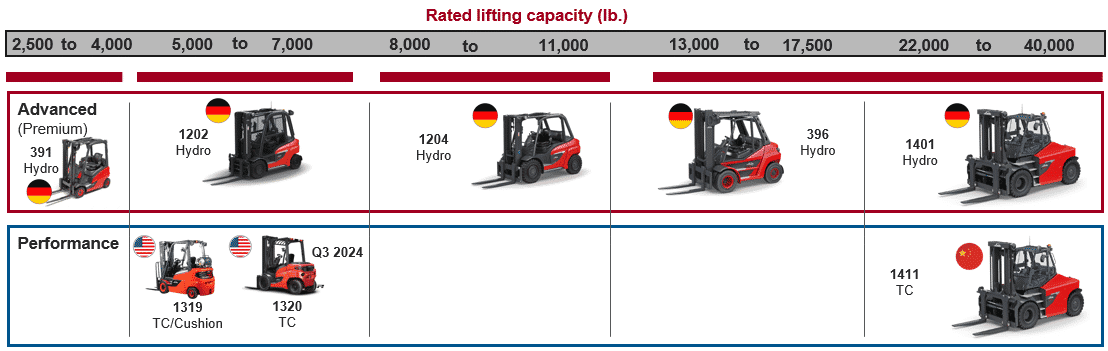 Rated lifting capacity (lb.)
2,500 to 4,000 5,000 to 7,000 8,000 to 11,000 13,000 to 17,500 22,000 to 40,000
Advanced
(Premium)
391
Hydro
1202
Hydro
1204
Hydro
396
Hydro
1401
Hydro
Performance
1319
TC/Cushion
Q3 2024
1320
TC
1411
TC